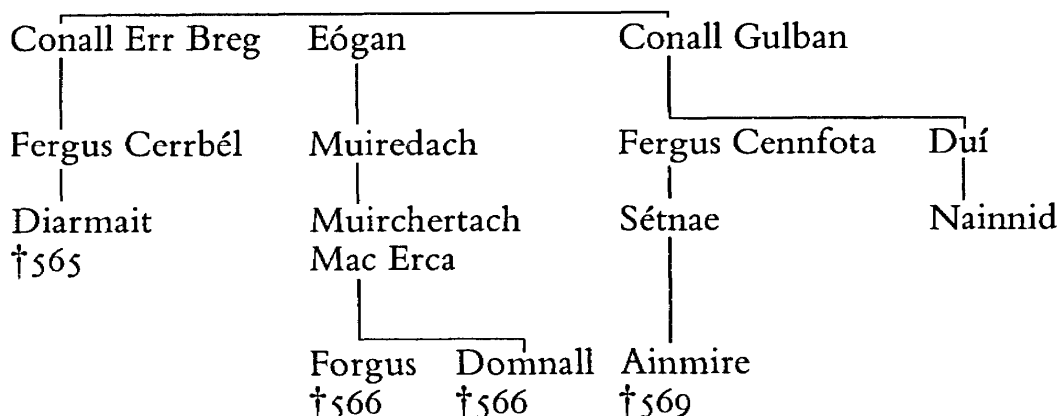 Conall Err Breg Eógan Conall Gulban
Fergus Cerrbél Muiredach Fergus Cennfota Duí
Diarmait Muirchertach Sétnae Nainnid
†565 Mac Erca
Forgus Domnall Ainmire
†566 †566 †569